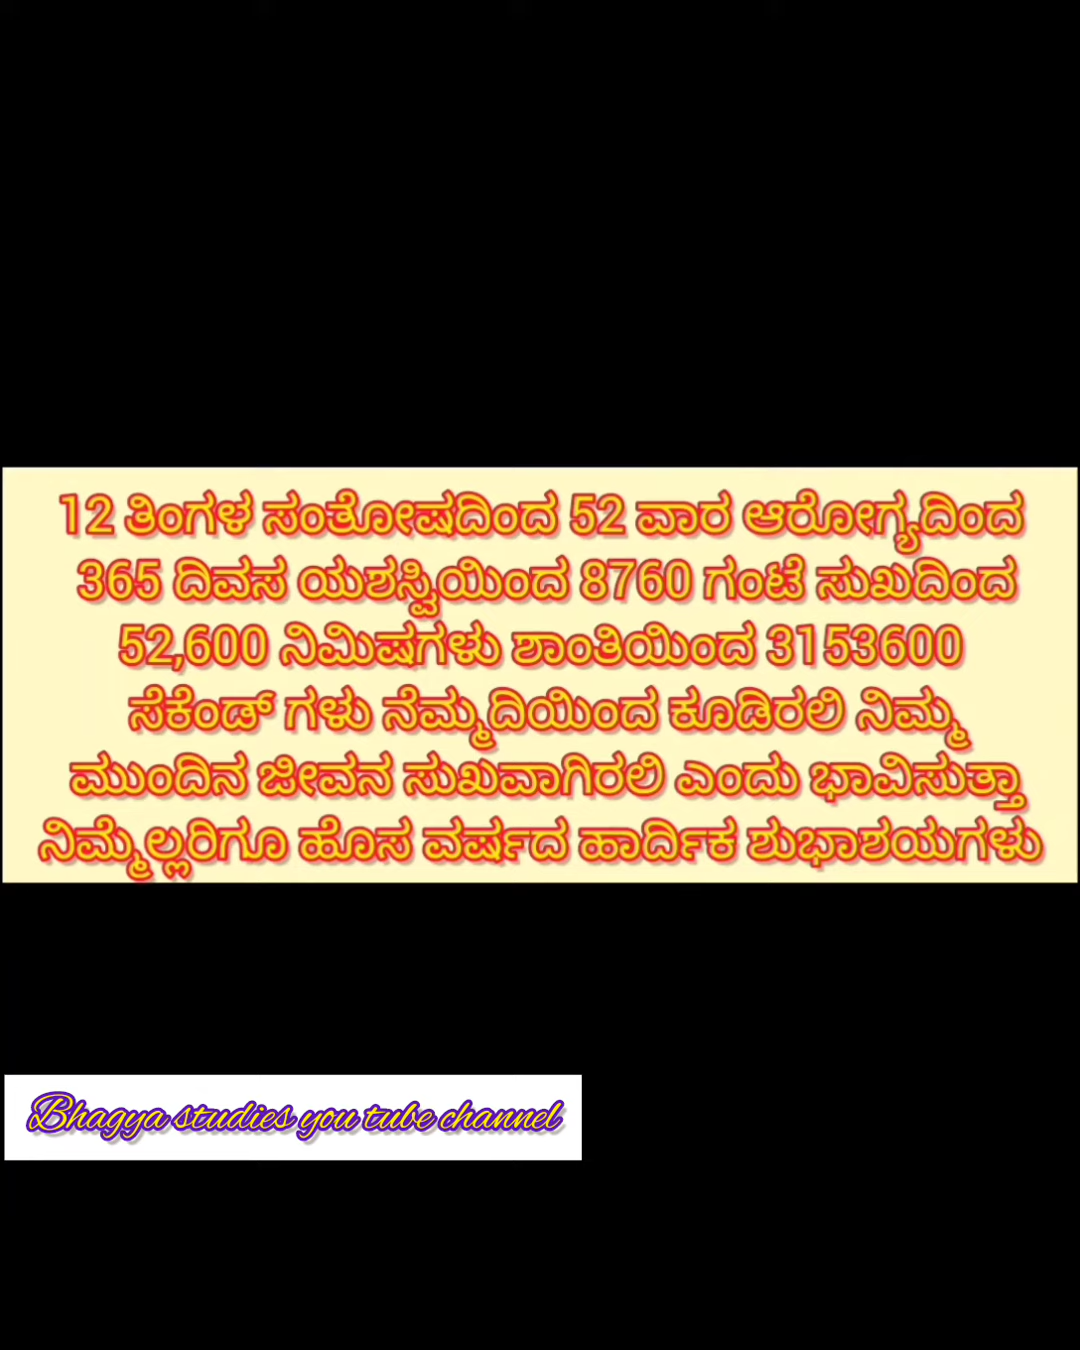 12 ತಿಂಗಳ ಸಂತೋಷದಿಂದ 52 ವಾರ ಆರೋಗ್ಯದಿಂದ
365 ದಿವಸ ಯಶಸ್ವಿಯಿಂದ 8760 ಗಂಟೆ ಸುಖದಿಂದ
52,600 ನಿಮಿಷಗಳು ಶಾಂತಿಯಿಂದ 3153600
ಸೆಕೆಂಡ್ ಗಳು ನೆಮ್ಮದಿಯಿಂದ ಕೂಡಿರಲಿ ನಿಮ್ಮ
ಮುಂದಿನ ಜೀವನ ಸುಖವಾಗಿರಲಿ ಎಂದು ಭಾವಿಸುತ್ತಾ
ನಿಮ್ಮೆಲ್ಲರಿಗೂ ಹೊಸ ವರ್ಷದ ಹಾರ್ದಿಕ ಶುಭಾಶಯಗಳು
Bhagya studies you tube channel